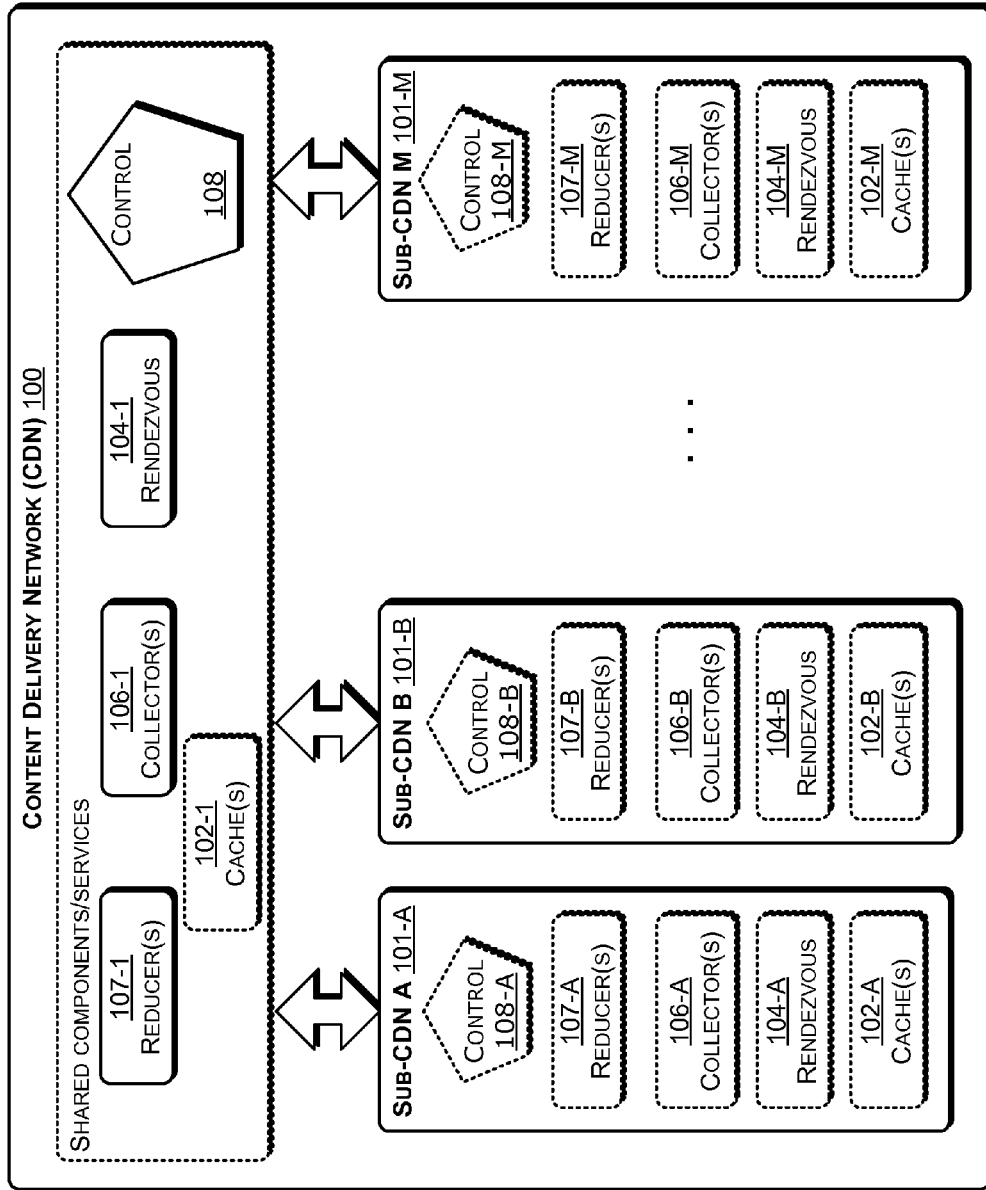 CONTENT DELIVERY NETWORK (CDN) 100
SHARED COMPONENTS/SERVICES
107-1
REDUCER(S)
106-1
COLLECTOR(S)
102-1
CACHE(S)
104-1
RENDEZVOUS
CONTROL
108
SUB-CDN A 101-A
CONTROL
108-A
107-A
REDUCER(S)
106-A
COLLECTOR(S)
104-A
RENDEZVOUS
102-A
CACHE(S)
SUB-CDN B 101-B
CONTROL
108-B
107-B
REDUCER(S)
106-B
COLLECTOR(S)
104-B
RENDEZVOUS
102-B
CACHE(S)
. . .
SUB-CDN M 101-M
CONTROL
108-M
107-M
REDUCER(S)
106-M
COLLECTOR(S)
104-M
RENDEZVOUS
102-M
CACHE(S)